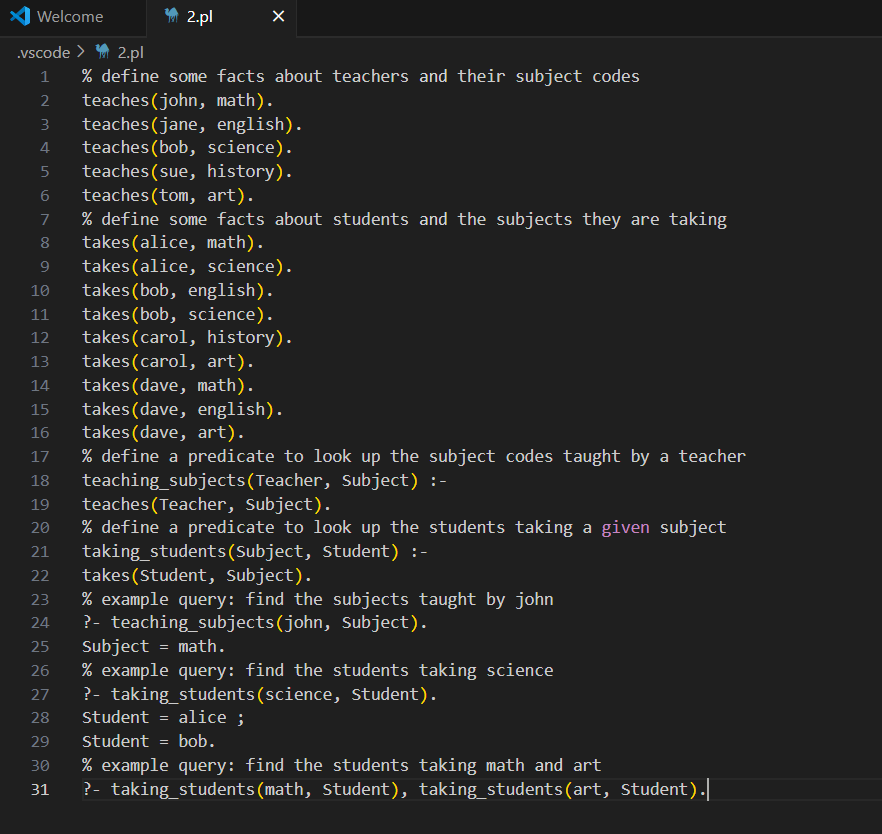 Welcome
2.pl
.vscode > 2.pl
1 % define some facts about teachers and their subject codes
2 teaches(john, math).
3 teaches(jane, english).
4 teaches(bob, science).
5 teaches(sue, history).
6 teaches(tom, art).
7 % define some facts about students and the subjects they are taking
8 takes(alice, math).
9 takes(alice, science).
10 takes(bob, english).
11 takes(bob, science).
12 takes(carol, history).
13 takes(carol, art).
14 takes(dave, math).
15 takes(dave, english).
16 takes(dave, art).
17 % define a predicate to look up the subject codes taught by a teacher
18 teaching_subjects(Teacher, Subject) :-
19 teaches(Teacher, Subject).
20 % define a predicate to look up the students taking a given subject
21 taking_students(Subject, Student) :-
22 takes(Student, Subject).
23 % example query: find the subjects taught by john
24 ?- teaching_subjects(john, Subject).
25 Subject = math.
26 % example query: find the students taking science
27 ?- taking_students(science, Student).
28 Student = alice ;
29 Student = bob.
30 % example query: find the students taking math and art
31 ?- taking_students(math, Student), taking_students(art, Student).